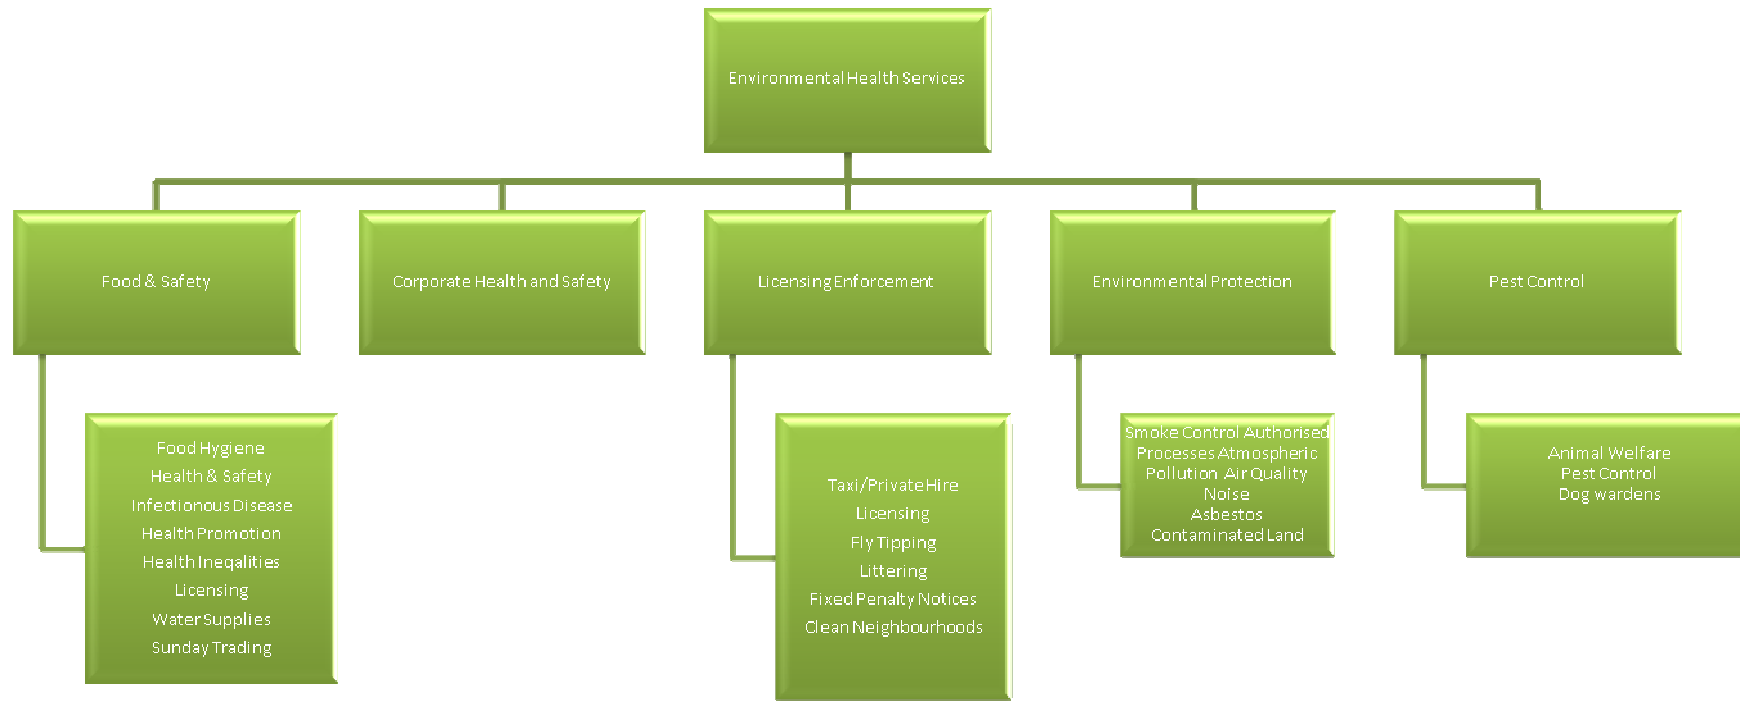 Environmental Health Services
Food & Safety
Corporate Health and Safety
Licensing Enforcement
Environmental Protection
Pest Control
Food Hygiene
Health & Safety
Infectionous Disease
Health Promotion
Health Ineqalities
Licensing
Water Supplies
Sunday Trading
Taxi/Private Hire
Licensing
Fly Tipping
Littering
Fixed Penalty Notices
Clean Neighbourhoods
Smoke Control Authorised
Processes Atmospheric
Pollution Air Quality
Noise
Asbestos
Contaminated Land
Animal Welfare
Pest Control
Dog wardens